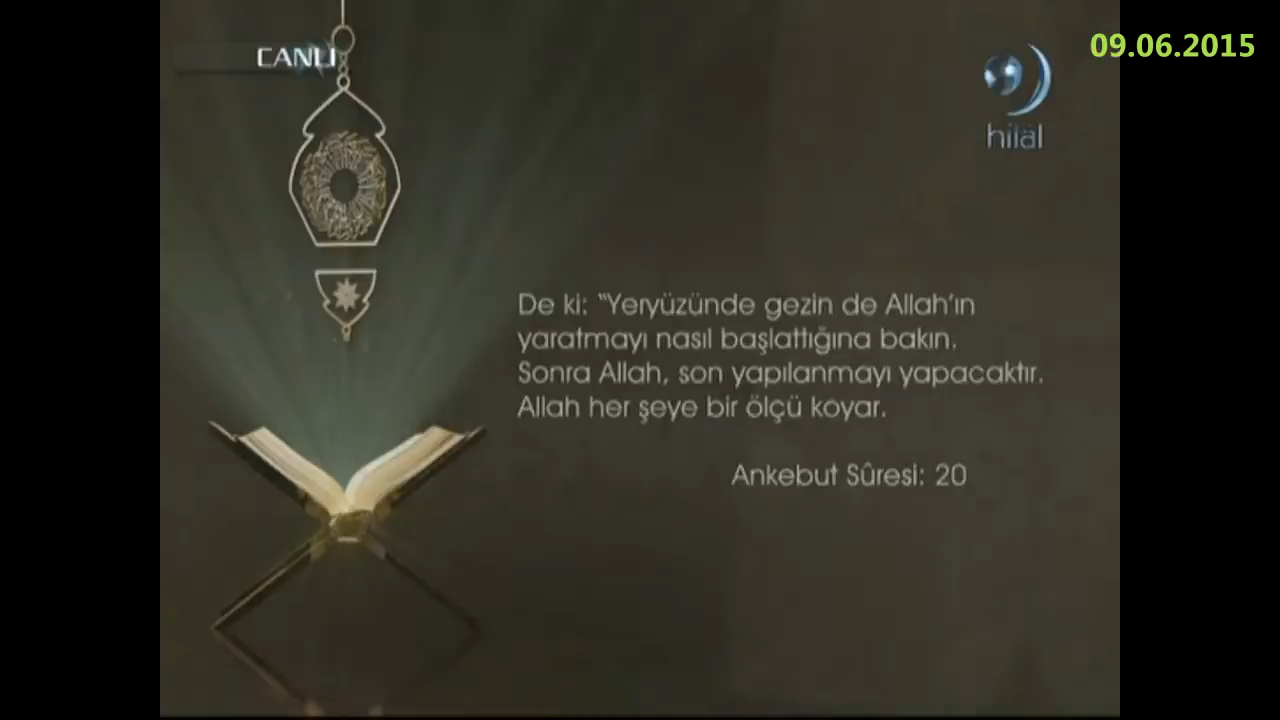 CANLI
09.06.2015
hilal
De ki: “Yeryüzünde gezin de Allah’ın
yaratmayı nasıl başlattığına bakın.
Sonra Allah, son yapılanmayı yapacaktır.
Allah her şeye bir ölçü koyar.
Ankebut Sûresi: 20